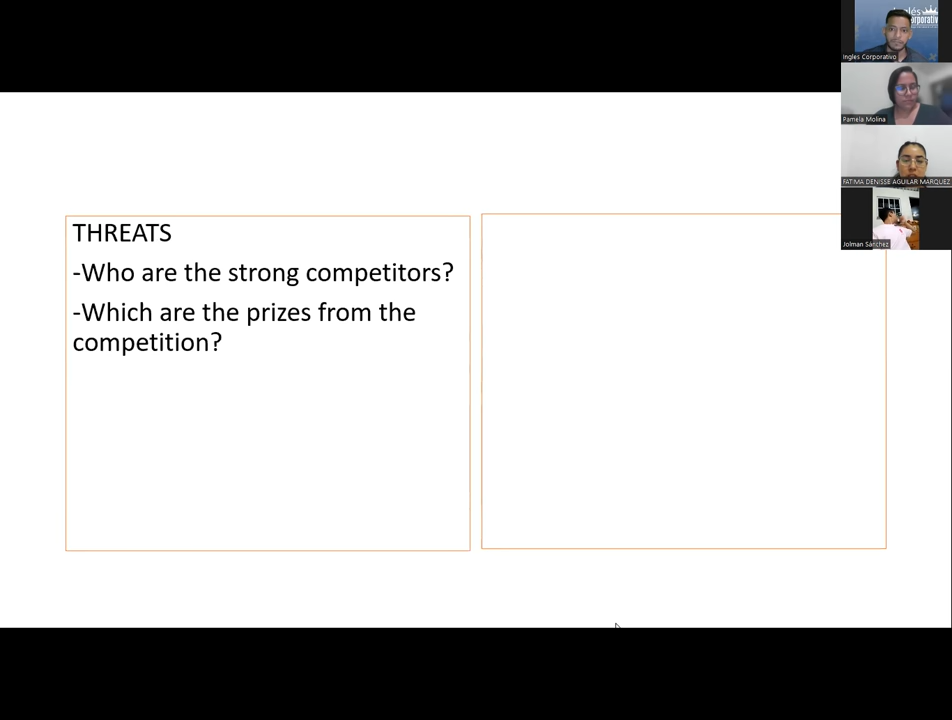 THREATS
-Who are the strong competitors?
-Which are the prizes from the
competition?
Ingles Corporativo
Pamela Molina
FATIMA DENISSE AGUILAR MARQUEZ
Jolman Sánchez